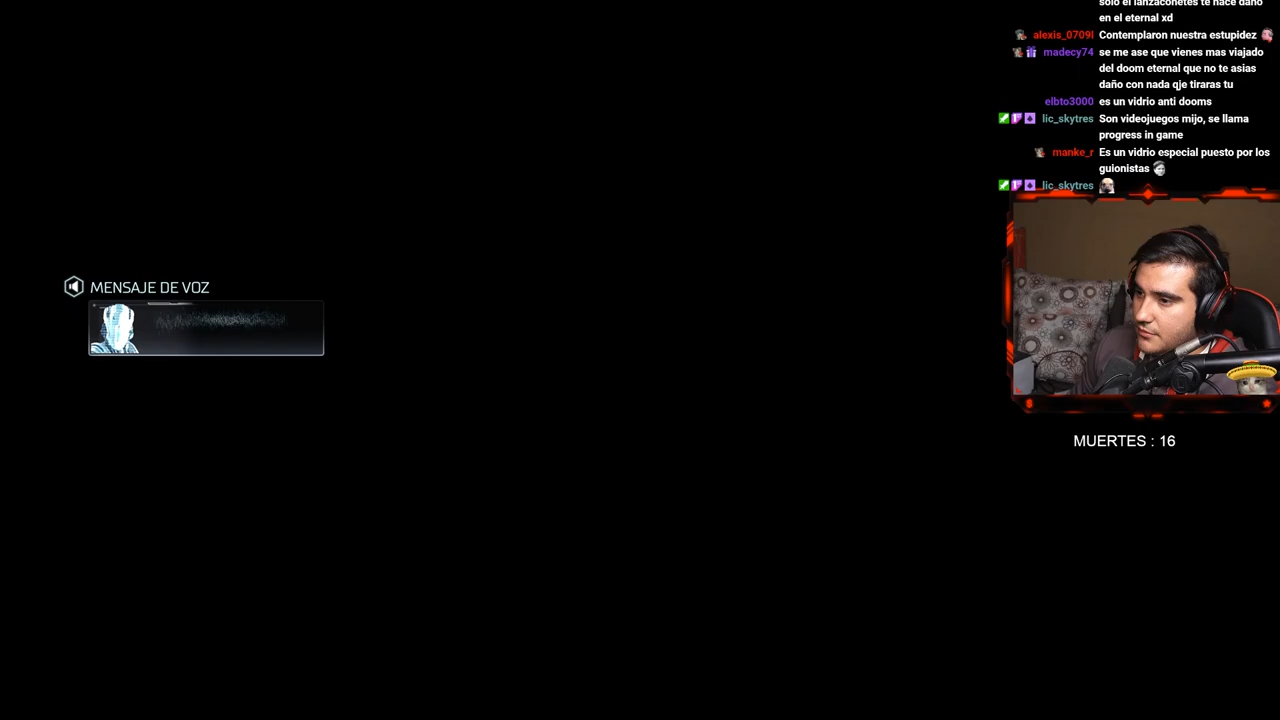 solo el lanzacohetes te hace daño
en el eternal xd
alexis_0709l Contemplaron nuestra estupidez
madecy74 se me ase que vienes mas viajado
del doom eternal que no te asias
daño con nada qje tiraras tu
elbto3000 es un vidrio anti dooms
lic_skytres Son videojuegos mijo, se llama
progress in game
manke_r Es un vidrio especial puesto por los
guionistas
lic_skytres
MENSAJE DE VOZ
MUERTES : 16